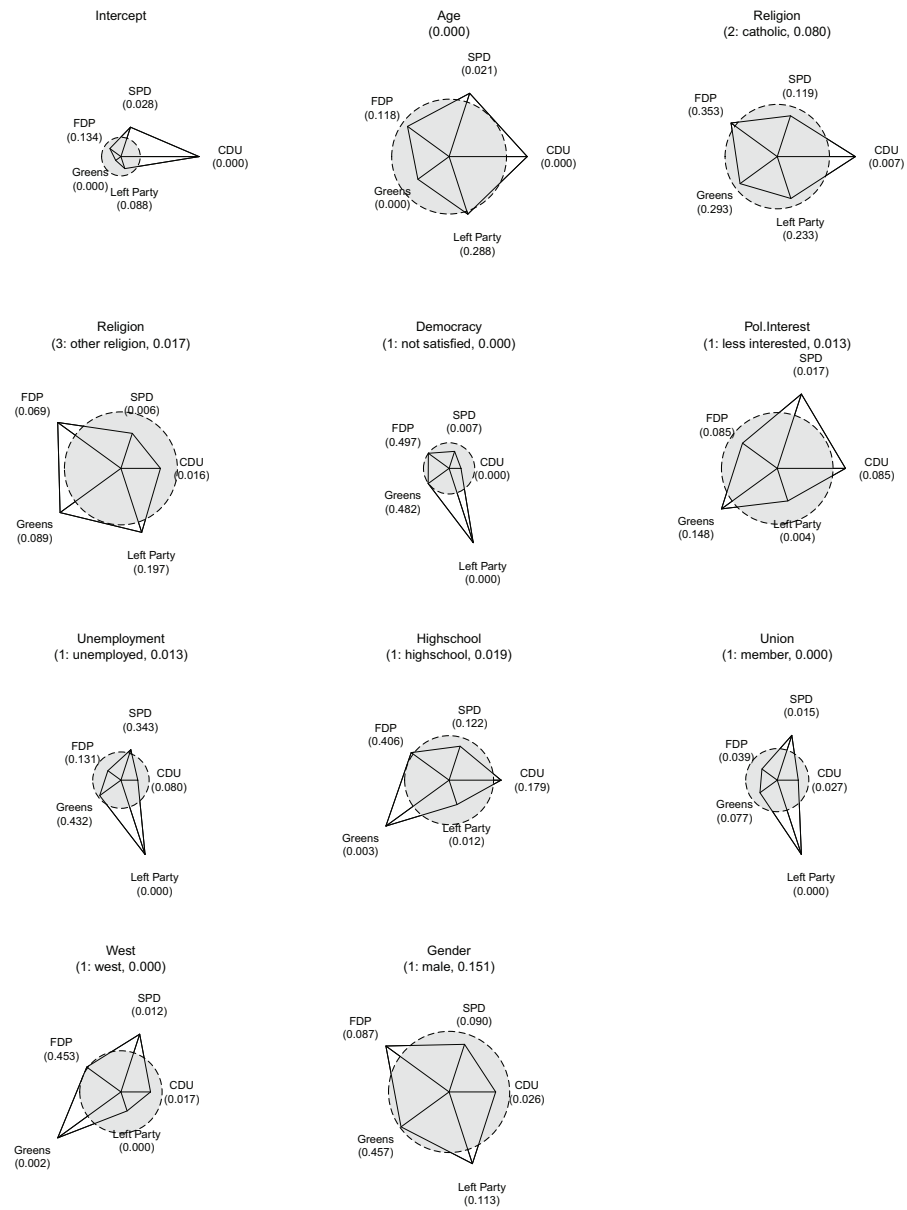 Intercept
SPD
(0.028)
FDP
(0.134)
CDU
(0.000)
Greens
(0.000)
Left Party
(0.088)
Age
(0.000)
SPD
(0.021)
FDP
(0.118)
CDU
(0.000)
Greens
(0.000)
Left Party
(0.288)
Religion
(2: catholic, 0.080)
SPD
(0.119)
FDP
(0.353)
CDU
(0.007)
Greens
(0.293)
Left Party
(0.233)
Religion
(3: other religion, 0.017)
FDP
(0.069)
SPD
(0.006)
CDU
(0.016)
Greens
(0.089)
Left Party
(0.197)
Democracy
(1: not satisfied, 0.000)
SPD
(0.007)
FDP
(0.497)
CDU
(0.000)
Greens
(0.482)
Left Party
(0.000)
Pol.Interest
(1: less interested, 0.013)
SPD
(0.017)
FDP
(0.085)
CDU
(0.085)
Greens
(0.148)
Left Party
(0.004)
Unemployment
(1: unemployed, 0.013)
SPD
(0.343)
FDP
(0.131)
CDU
(0.080)
Greens
(0.432)
Left Party
(0.000)
Highschool
(1: highschool, 0.019)
SPD
(0.122)
FDP
(0.406)
CDU
(0.179)
Greens
(0.003)
Left Party
(0.012)
Union
(1: member, 0.000)
SPD
(0.015)
FDP
(0.039)
CDU
(0.027)
Greens
(0.077)
Left Party
(0.000)
West
(1: west, 0.000)
SPD
(0.012)
FDP
(0.453)
CDU
(0.017)
Greens
(0.002)
Left Party
(0.000)
Gender
(1: male, 0.151)
SPD
(0.090)
FDP
(0.087)
CDU
(0.026)
Greens
(0.457)
Left Party
(0.113)